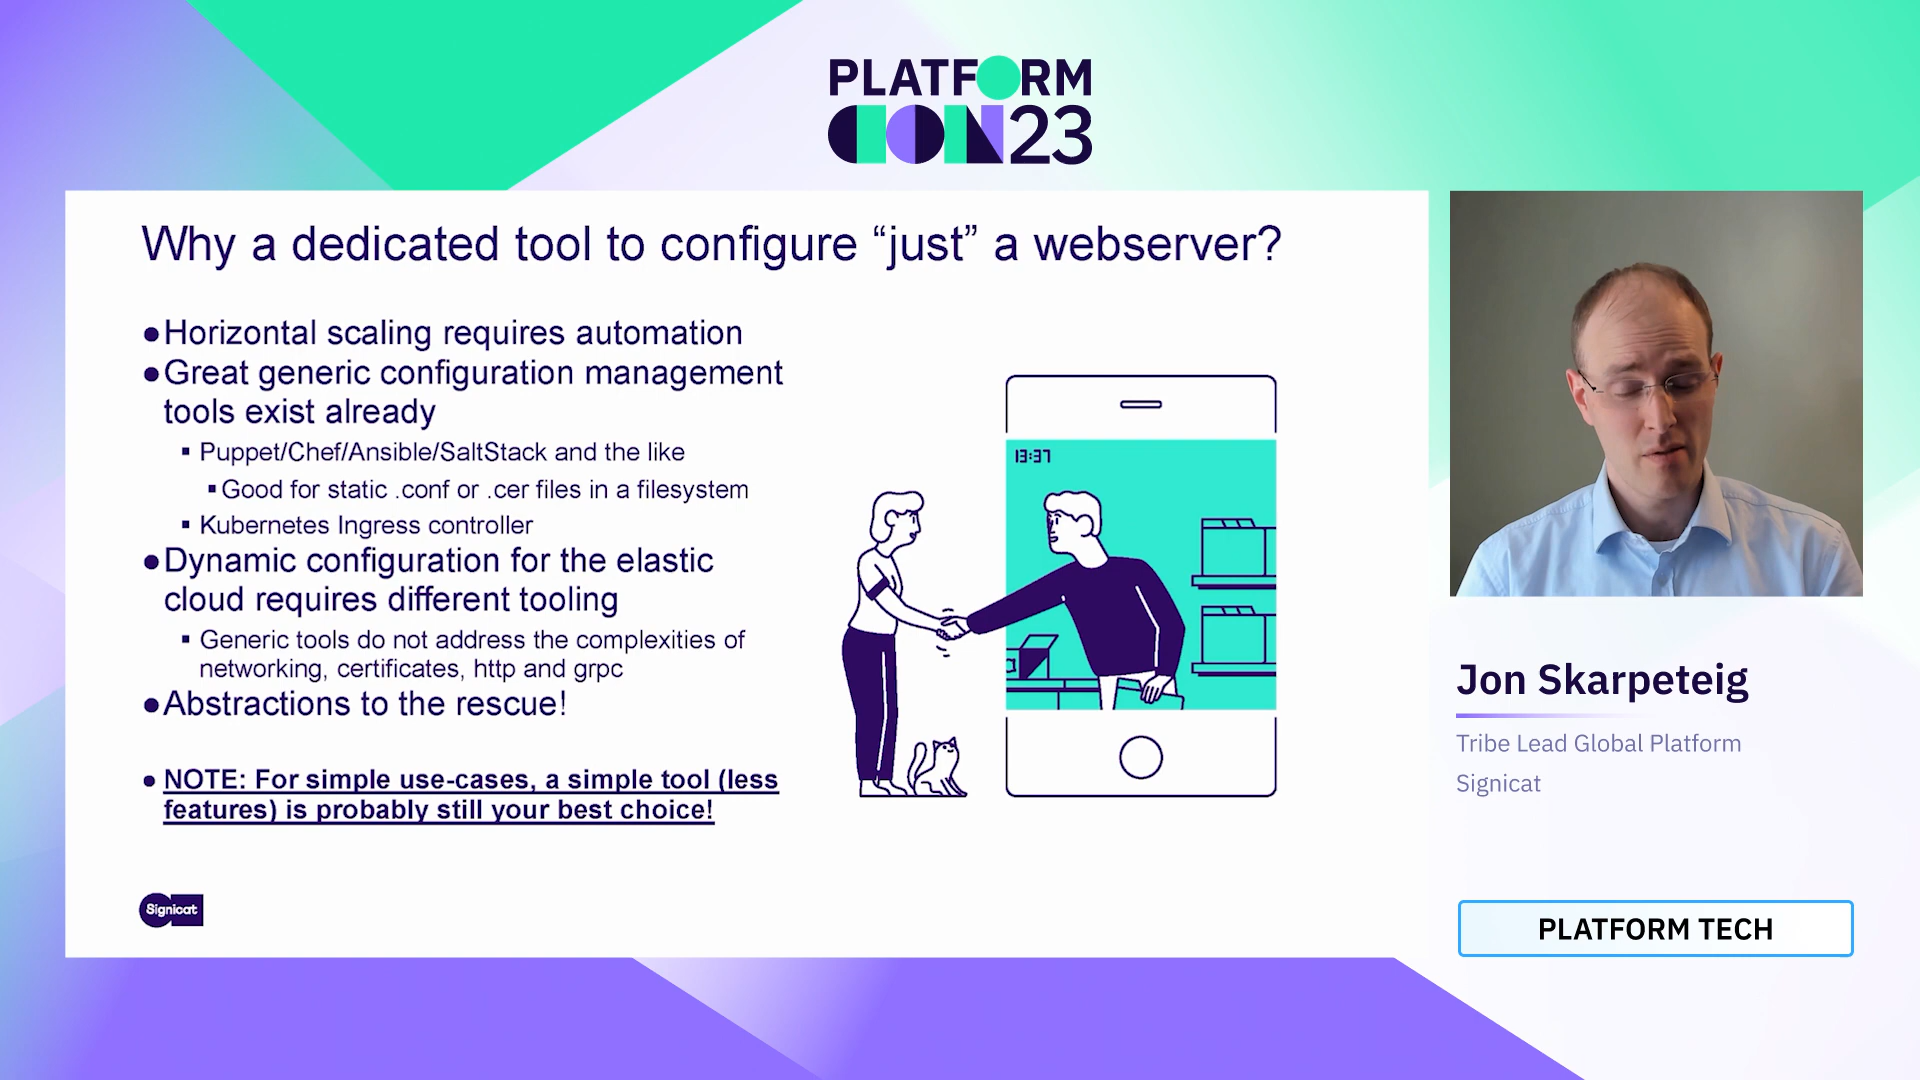 PLATFORM
CON23
Why a dedicated tool to configure “just” a webserver?
●Horizontal scaling requires automation
●Great generic configuration management
tools exist already
▪ Puppet/Chef/Ansible/SaltStack and the like
▪ Good for static .conf or .cer files in a filesystem
▪ Kubernetes Ingress controller
●Dynamic configuration for the elastic
cloud requires different tooling
▪ Generic tools do not address the complexities of
networking, certificates, http and grpc
●Abstractions to the rescue!
● NOTE: For simple use-cases, a simple tool (less
features) is probably still your best choice!
13:37
Signicat
Jon Skarpeteig
Tribe Lead Global Platform
Signicat
PLATFORM TECH